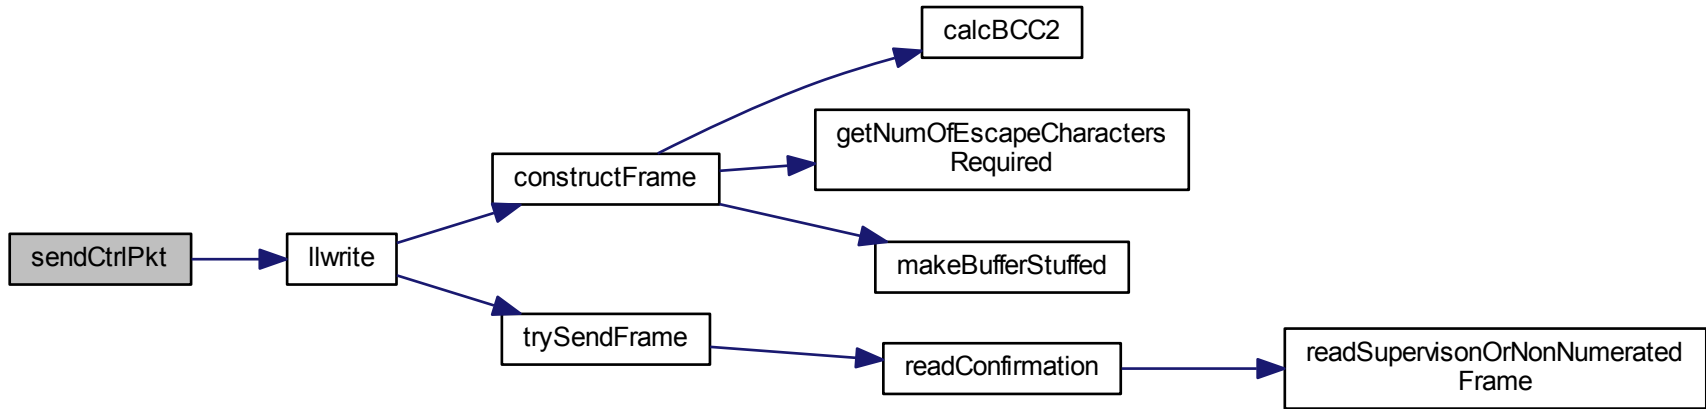 calcBCC2
getNumOfEscapeCharacters
Required
constructFrame
sendCtrlPkt
llwrite
makeBufferStuffed
trySendFrame
readConfirmation
readSupervisonOrNonNumerated
Frame